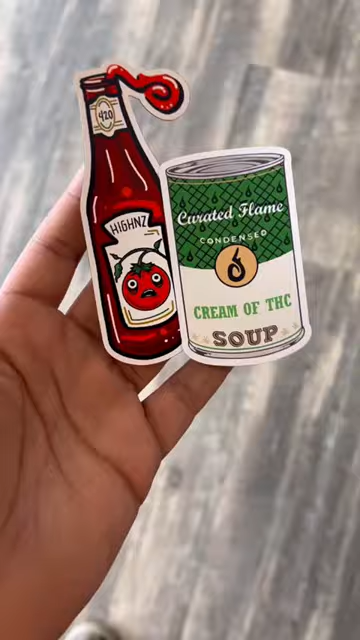 420
HIGHNZ
Curated Flame
CONDENSED
CREAM OF THC
SOUP